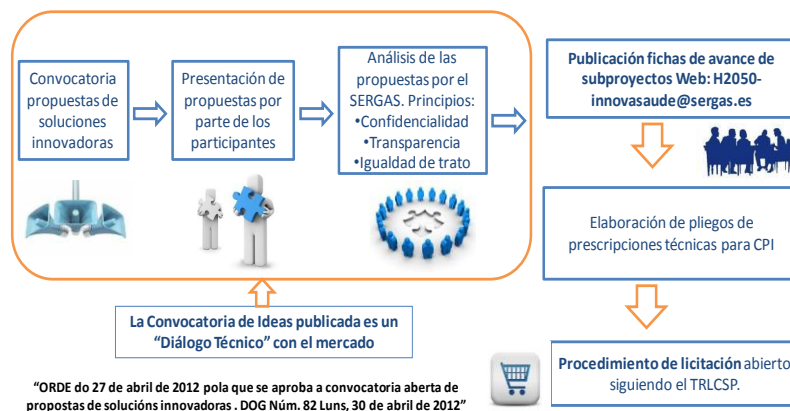 Convocatoria
propuestas de
soluciones
innovadoras
Presentación de
propuestas por
parte de los
participantes
Análisis de las
propuestas por el
SERGAS. Principios:
•Confidencialidad
•Transparencia
•Igualdad de trato
Publicación fichas de avance de
subproyectos Web: H2050-
innovasaude@sergas.es
Elaboración de pliegos de
prescripciones técnicas para CPI
Procedimiento de licitación abierto
siguiendo el TRLCSP.
La Convocatoria de Ideas publicada es un
“Diálogo Técnico” con el mercado
“ORDE do 27 de abril de 2012 pola que se aproba a convocatoria aberta de
propostas de solucións innovadoras . DOG Núm. 82 Luns, 30 de abril de 2012”